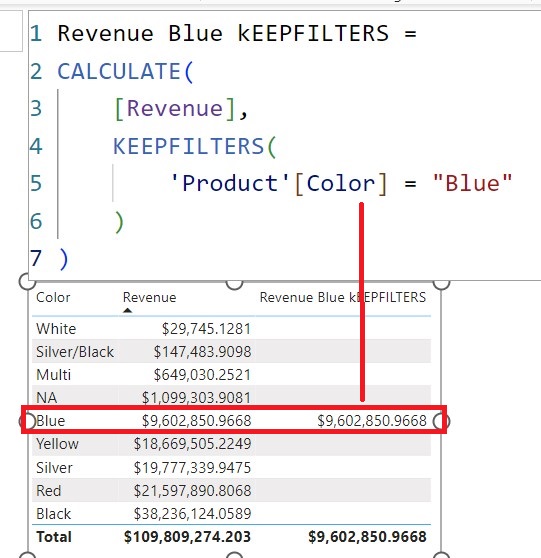 1 Revenue Blue kEEPFILTERS =
2 CALCULATE(
3 [Revenue],
4 KEEPFILTERS(
5 'Product'[Color] = "Blue"
6 )
7 )
Color Revenue Revenue Blue kEEPFILTERS
White $29,745.1281
Silver/Black $147,483.9098
Multi $649,030.2521
NA $1,099,303.9081
Blue $9,602,850.9668 $9,602,850.9668
Yellow $18,669,505.2249
Silver $19,777,339.9475
Red $21,597,890.8068
Black $38,236,124.0589
Total $109,809,274.203 $9,602,850.9668